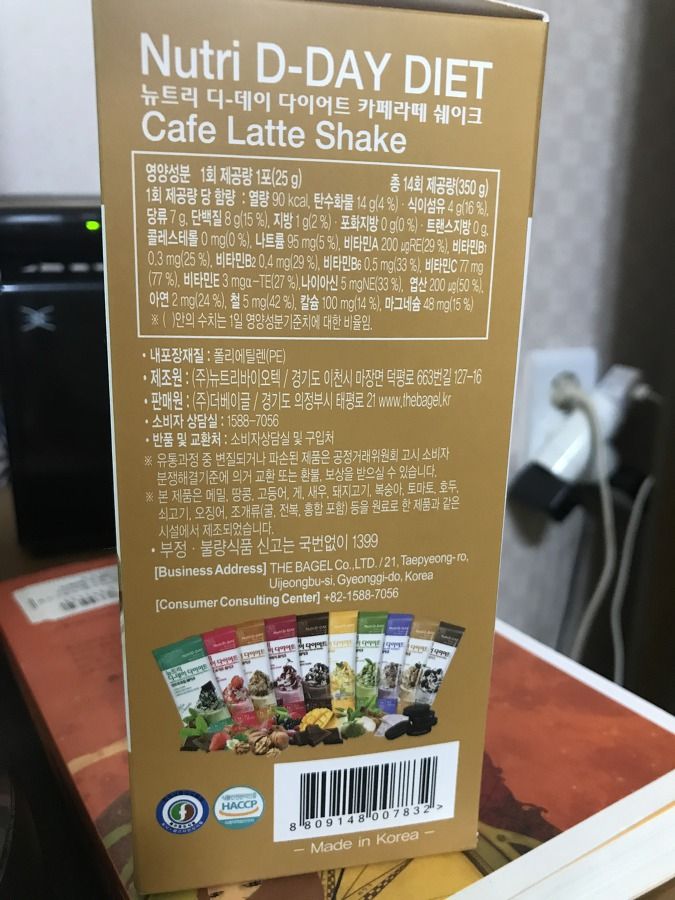 Nutri D-DAY DIET
뉴트리 디-데이 다이어트 카페라떼 쉐이크
Cafe Latte Shake
영양성분 1회 제공량 1포(25 g) 총 14회 제공량(350 g)
1회 제공량 당 함량 : 열량 90 kcal, 탄수화물 14 g(4 %) · 식이섬유 4 g(16 %),
당류 7 g, 단백질 8 g(15 %), 지방 1 g(2 %) · 포화지방 0 g(0 %) · 트랜스지방 0 g,
콜레스테롤 0 mg(0 %), 나트륨 95 mg(5 %), 비타민A 200 μgRE(29 %), 비타민B1
0.3 mg(25 %), 비타민B2 0.4 mg(29 %), 비타민B6 0.5 mg(33 %), 비타민C 77 mg
(77 %), 비타민E 3 mgα-TE(27 %),나이아신 5 mgNE(33 %), 엽산 200 μg(50 %),
아연 2 mg(24 %), 철 5 mg(42 %), 칼슘 100 mg(14 %), 마그네슘 48 mg(15 %)
※ ( )안의 수치는 1일 영양성분기준치에 대한 비율임.
• 내포장재질 : 폴리에틸렌(PE)
• 제조원 : (주)뉴트리바이오텍 / 경기도 이천시 마장면 덕평로 663번길 127-16
• 판매원 : (주)더베이글 / 경기도 의정부시 태평로 21 www.thebagel.kr
• 소비자 상담실 : 1588-7056
• 반품 및 교환처 : 소비자상담실 및 구입처
※ 유통과정 중 변질되거나 파손된 제품은 공정거래위원회 고시 소비자
분쟁해결기준에 의거 교환 또는 환불, 보상을 받으실 수 있습니다.
※ 본 제품은 메밀, 땅콩, 고등어, 게, 새우, 돼지고기, 복숭아, 토마토, 호두,
쇠고기, 오징어, 조개류(굴, 전복, 홍합 포함) 등을 원료로 한 제품과 같은
시설에서 제조되었습니다.
• 부정 · 불량식품 신고는 국번없이 1399
[Business Address] THE BAGEL Co.,LTD. / 21, Taepyeong-ro,
Uijeongbu-si, Gyeonggi-do, Korea
[Consumer Consulting Center] +82-1588-7056
뉴트리
디-데이 다이어트
HACCP
8 809148 007832 >
– Made in Korea –